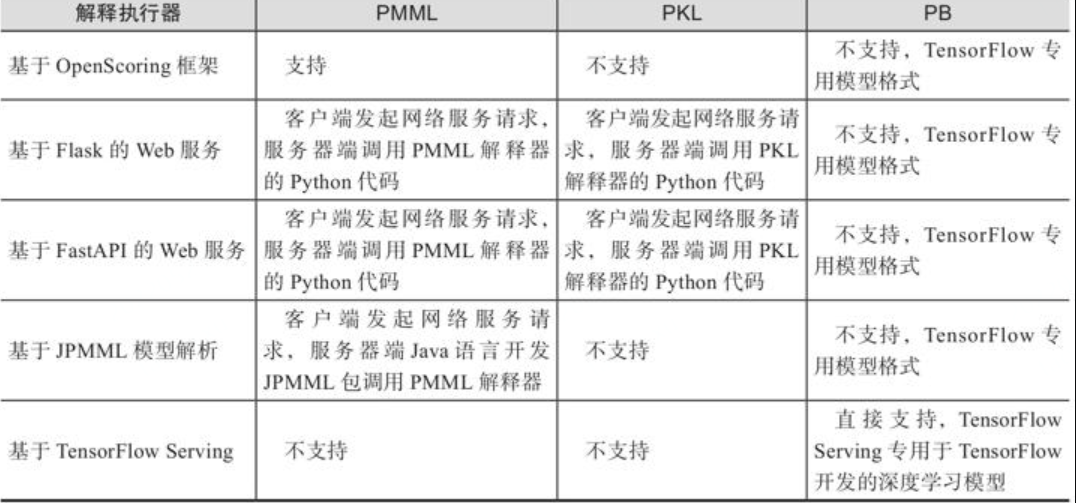 解释执行器 PMML PKL PB
基于 OpenScoring 框架
支持
不支持
不支持，TensorFlow 专
用模型格式
基于 Flask 的 Web 服务
客户端发起网络服务请求，
服务器端调用 PMML 解释器
的 Python 代码
客户端发起网络服务请
求，服务器端调用 PKL
解释器的 Python 代码
不支持，TensorFlow 专
用模型格式
基于 FastAPI 的 Web 服务
客户端发起网络服务请求，
服务器端调用 PMML 解释器
的 Python 代码
客户端发起网络服务请
求，服务器端调用 PKL
解释器的 Python 代码
不支持，TensorFlow 专
用模型格式
基于 JPMML 模型解析
客户端发起网络服务请
求，服务器端 Java 语言开发
JPMML 包调用 PMML 解释器
不支持
不支持，TensorFlow 专
用模型格式
基于 TensorFlow Serving
不支持
不支持
直接支持，TensorFlow
Serving 专用于 TensorFlow
开发的深度学习模型